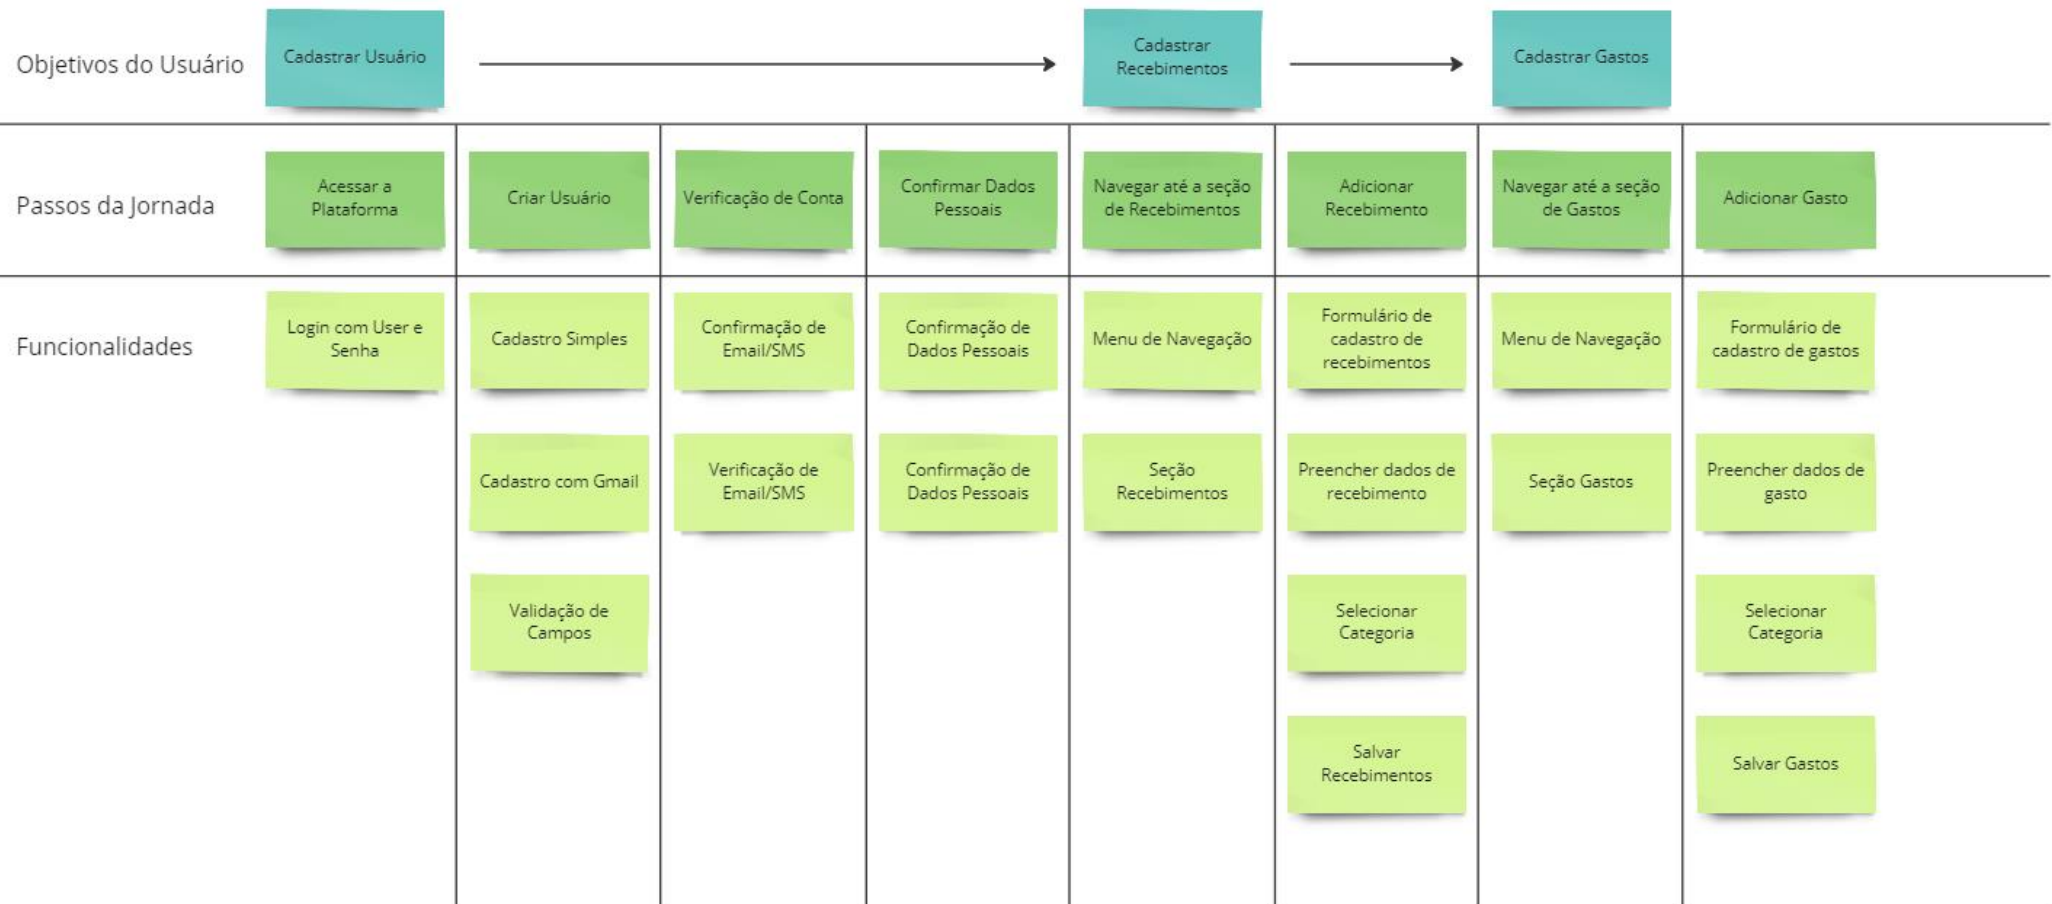 Objetivos do Usuário
Cadastrar Usuário
Cadastrar
Recebimentos
Cadastrar Gastos
Passos da Jornada
Acessar a
Plataforma
Criar Usuário
Verificação de Conta
Confirmar Dados
Pessoais
Navegar até a seção
de Recebimentos
Adicionar
Recebimento
Navegar até a seção
de Gastos
Adicionar Gasto
Funcionalidades
Login com User e
Senha
Cadastro Simples
Confirmação de
Email/SMS
Confirmação de
Dados Pessoais
Menu de Navegação
Formulário de
cadastro de
recebimentos
Menu de Navegação
Formulário de
cadastro de gastos
Cadastro com Gmail
Verificação de
Email/SMS
Confirmação de
Dados Pessoais
Seção
Recebimentos
Preencher dados de
recebimento
Seção Gastos
Preencher dados de
gasto
Validação de
Campos
Selecionar
Categoria
Selecionar
Categoria
Salvar
Recebimentos
Salvar Gastos